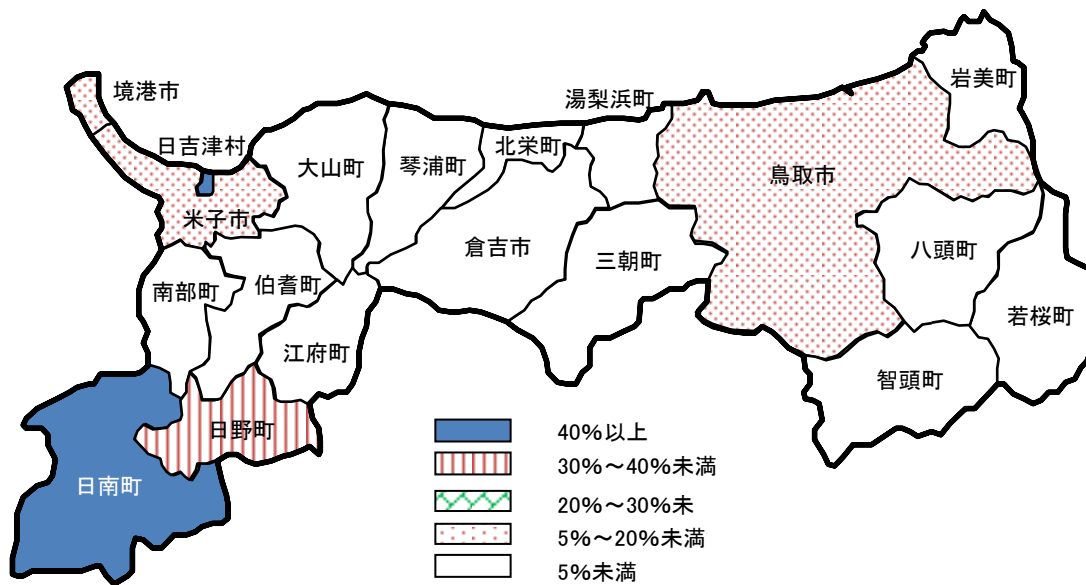 岩美町
境港市
湯梨浜町
日吉津村
北栄町
大山町
琴浦町
鳥取市
米子市
倉吉市
八頭町
三朝町
南部町
伯耆町
若桜町
江府町
智頭町
日野町
日南町
40%以上
30%～40%未満
20%～30%未
5%～20%未満
5%未満